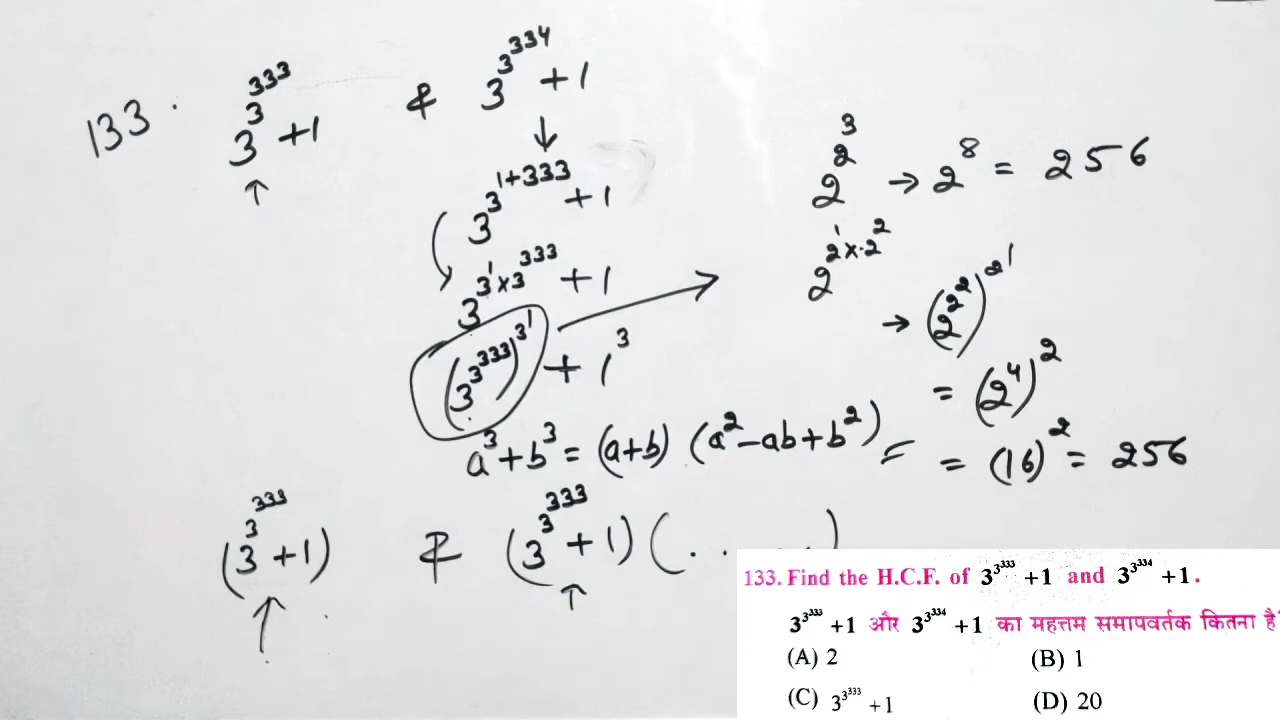 133. 3^3^333 + 1 & 3^3^334 + 1
↓
↑
3^3^(1+333) + 1
3^(3^1 × 3^333) + 1
(3^3^333)^3^1 + 1^3
a^3 + b^3 = (a+b) (a^2 - ab + b^2) =
(3^3^333 + 1) & (3^3^333 + 1) (. . . . .)
↑ ↑
2^2^3 → 2^8 = 256
2^(2^1 × 2^2)
→ (2^2^2)^2^1
= (2^4)^2
= (16)^2 = 256
133. Find the H.C.F. of 3^3^333 +1 and 3^3^334 +1.
3^3^333 +1 और 3^3^334 +1 का महत्तम समापवर्तक कितना है
(A) 2 (B) 1
(C) 3^3^333 +1 (D) 20